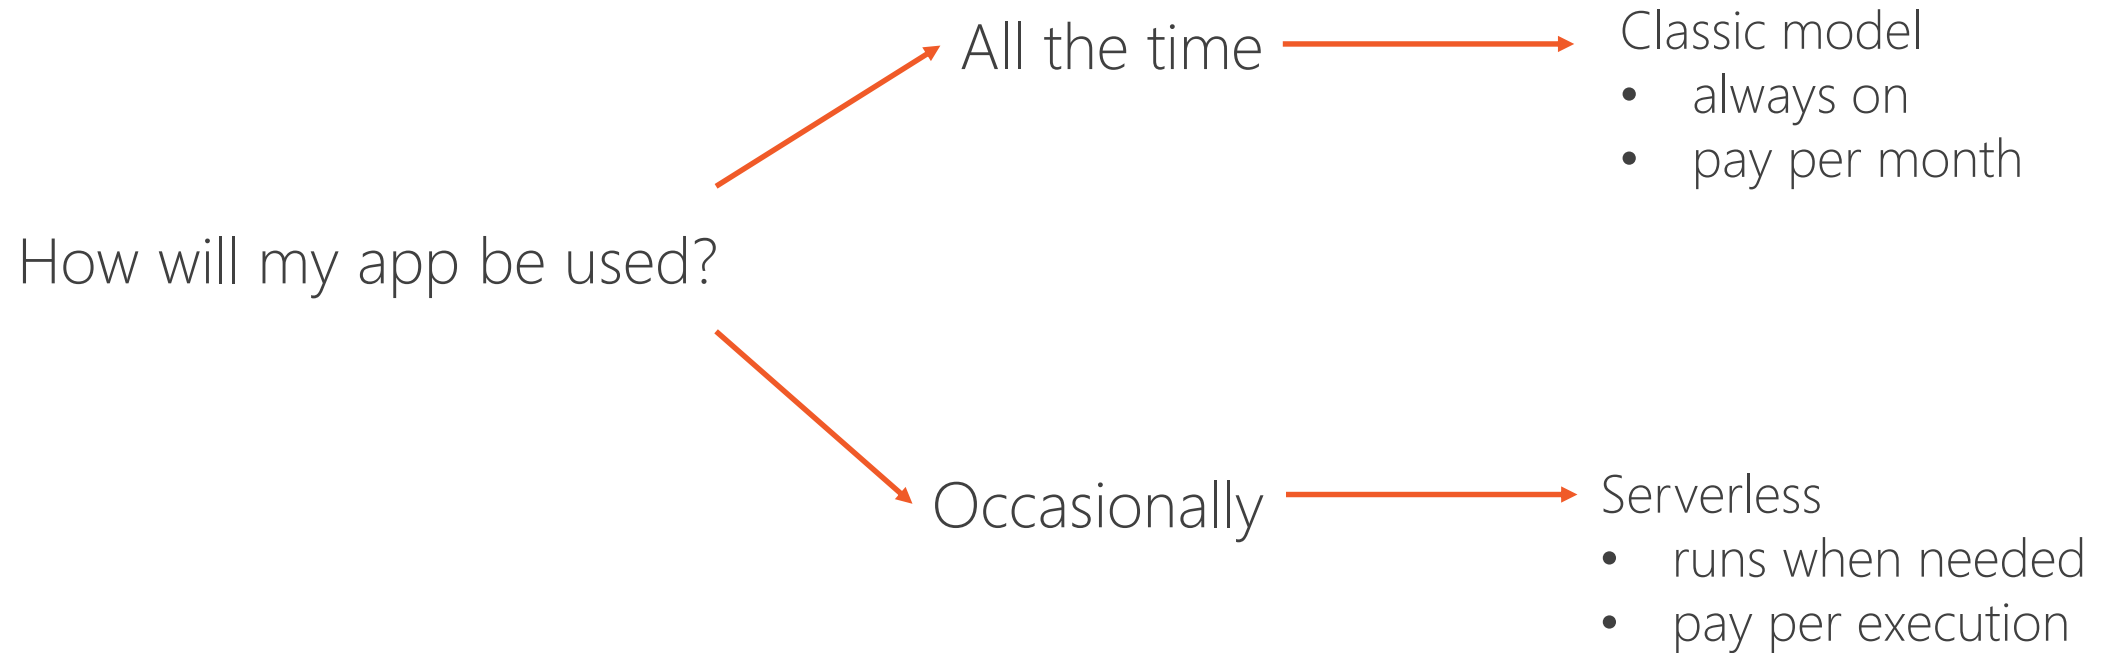 How will my app be used?
All the time
Classic model
• always on
• pay per month
Occasionally
Serverless
• runs when needed
• pay per execution